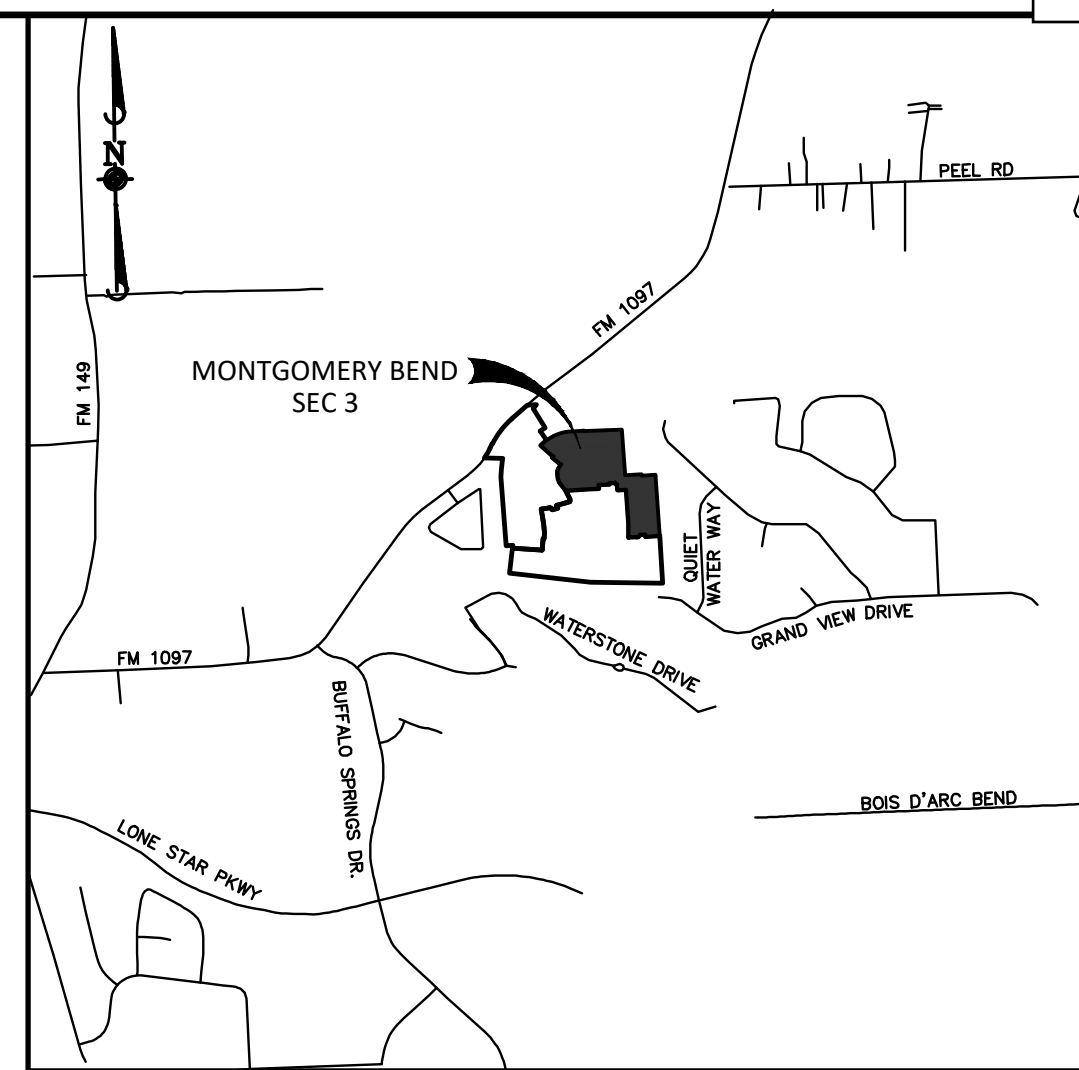 N
PEEL RD
FM 1097
MONTGOMERY BEND
SEC 3
FM 149
QUIET
WATER WAY
WATERSTONE DRIVE
GRAND VIEW DRIVE
FM 1097
BUFFALO SPRINGS DR.
BOIS D'ARC BEND
LONE STAR PKWY